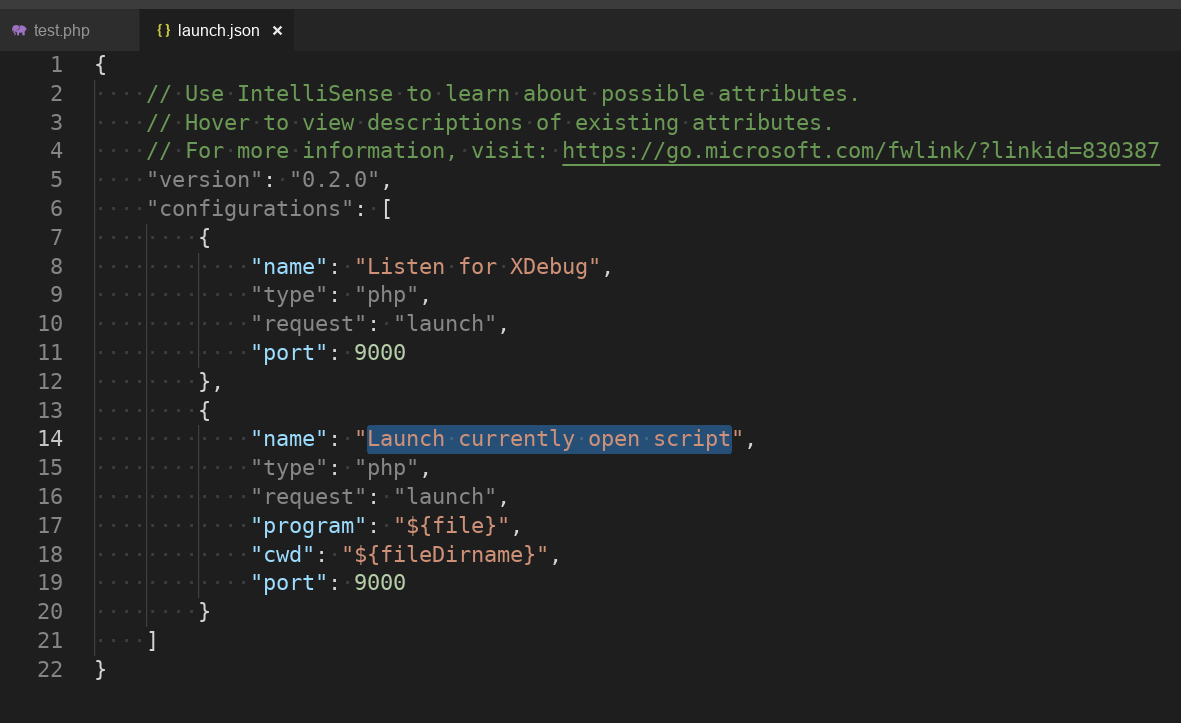 test.php
{ } launch.json ×
1 {
2     // Use IntelliSense to learn about possible attributes.
3     // Hover to view descriptions of existing attributes.
4     // For more information, visit: https://go.microsoft.com/fwlink/?linkid=830387
5     "version": "0.2.0",
6     "configurations": [
7         {
8             "name": "Listen for XDebug",
9             "type": "php",
10             "request": "launch",
11             "port": 9000
12         },
13         {
14             "name": "Launch currently open script",
15             "type": "php",
16             "request": "launch",
17             "program": "${file}",
18             "cwd": "${fileDirname}",
19             "port": 9000
20         }
21     ]
22 }